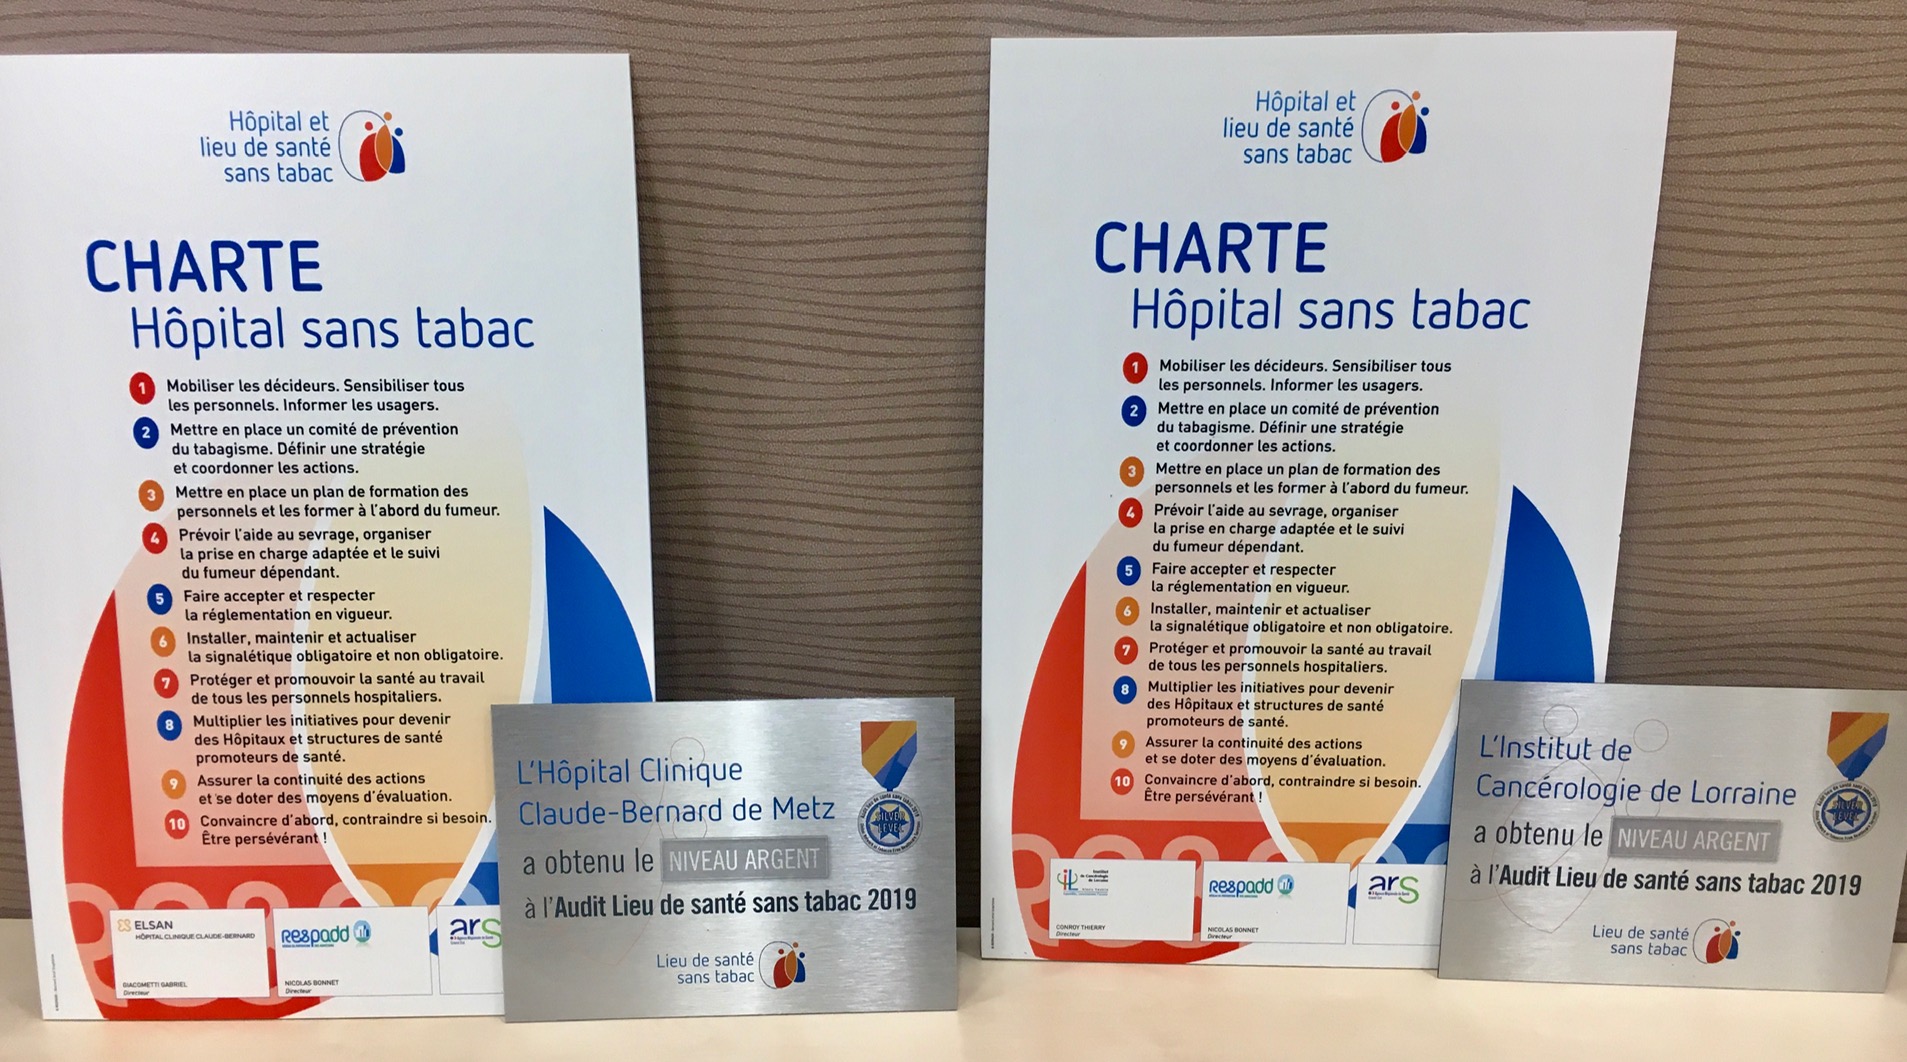 Hôpital et
lieu de santé
sans tabac
CHARTE
Hôpital sans tabac
1 Mobiliser les décideurs. Sensibiliser tous
les personnels. Informer les usagers.
2 Mettre en place un comité de prévention
du tabagisme. Définir une stratégie
et coordonner les actions.
3 Mettre en place un plan de formation des
personnels et les former à l'abord du fumeur.
4 Prévoir l'aide au sevrage, organiser
la prise en charge adaptée et le suivi
du fumeur dépendant.
5 Faire accepter et respecter
la réglementation en vigueur.
6 Installer, maintenir et actualiser
la signalétique obligatoire et non obligatoire.
7 Protéger et promouvoir la santé au travail
de tous les personnels hospitaliers.
8 Multiplier les initiatives pour devenir
des Hôpitaux et structures de santé
promoteurs de santé.
9 Assurer la continuité des actions
et se doter des moyens d'évaluation.
10 Convaincre d'abord, contraindre si besoin.
Être persévérant !
ELSAN
HÔPITAL CLINIQUE CLAUDE-BERNARD
GIACOMETTI GABRIEL
Directeur
Respadd
NICOLAS BONNET
Directeur
ars
L'Hôpital Clinique
Claude-Bernard de Metz
a obtenu le NIVEAU ARGENT
à l'Audit Lieu de santé sans tabac 2019
SILVER
LEVEL
Lieu de santé
sans tabac
Hôpital et
lieu de santé
sans tabac
CHARTE
Hôpital sans tabac
1 Mobiliser les décideurs. Sensibiliser tous
les personnels. Informer les usagers.
2 Mettre en place un comité de prévention
du tabagisme. Définir une stratégie
et coordonner les actions.
3 Mettre en place un plan de formation des
personnels et les former à l'abord du fumeur.
4 Prévoir l'aide au sevrage, organiser
la prise en charge adaptée et le suivi
du fumeur dépendant.
5 Faire accepter et respecter
la réglementation en vigueur.
6 Installer, maintenir et actualiser
la signalétique obligatoire et non obligatoire.
7 Protéger et promouvoir la santé au travail
de tous les personnels hospitaliers.
8 Multiplier les initiatives pour devenir
des Hôpitaux et structures de santé
promoteurs de santé.
9 Assurer la continuité des actions
et se doter des moyens d'évaluation.
10 Convaincre d'abord, contraindre si besoin.
Être persévérant !
Institut
de Cancérologie
de Lorraine
CONROY THIERRY
Directeur
Respadd
NICOLAS BONNET
Directeur
ars
L'Institut de
Cancérologie de Lorraine
a obtenu le NIVEAU ARGENT
à l'Audit Lieu de santé sans tabac 2019
SILVER
LEVEL
Lieu de santé
sans tabac